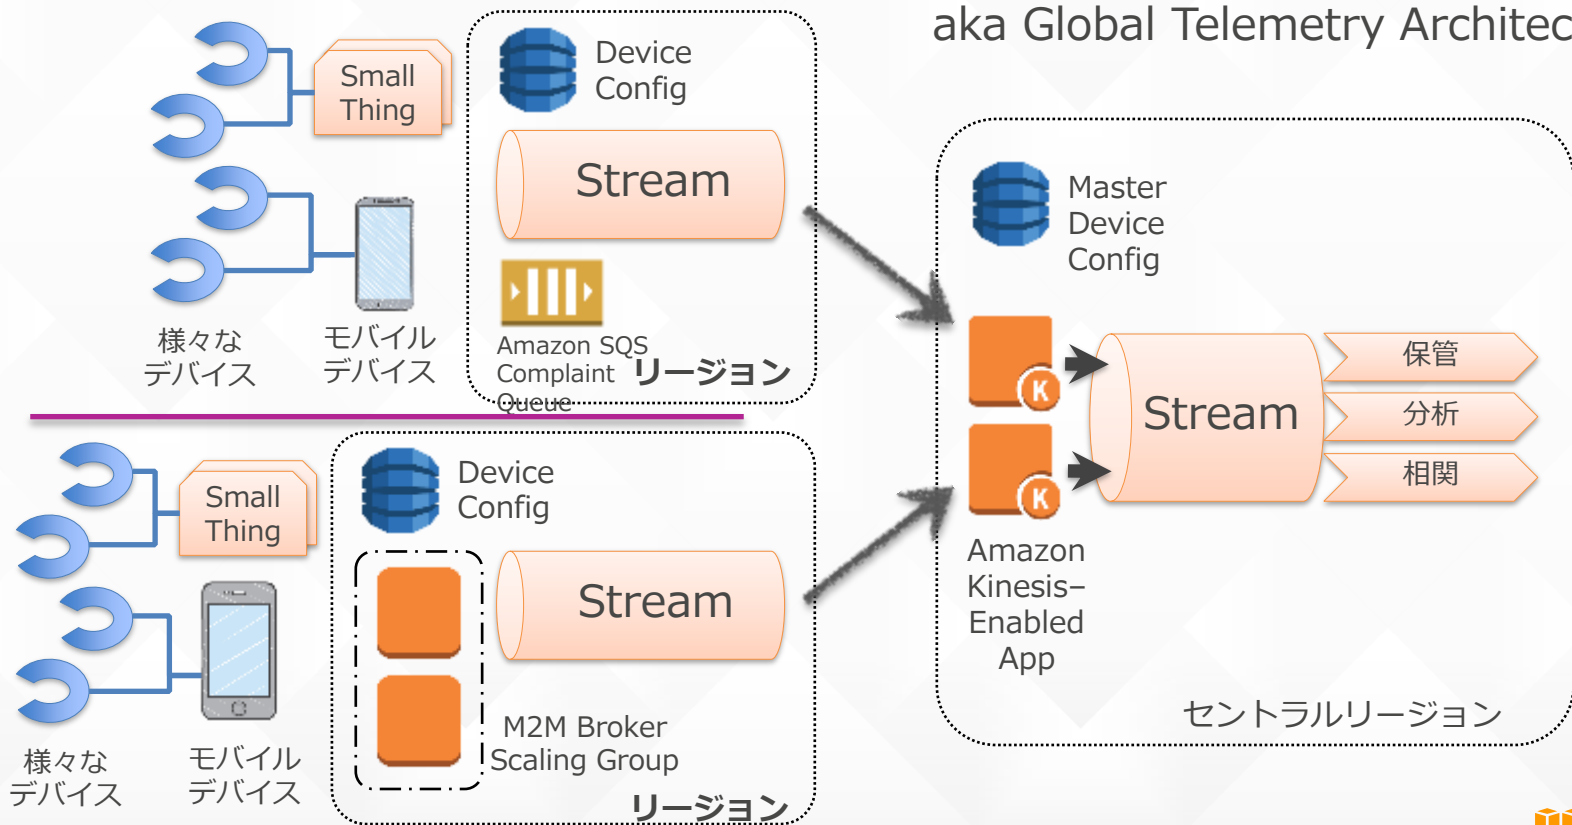 aka Global Telemetry Architec
Small
Thing
Device
Config
Stream
Amazon SQS
Complaint
Queue
リージョン
様々な
デバイス
モバイル
デバイス
Small
Thing
Device
Config
Stream
M2M Broker
Scaling Group
リージョン
様々な
デバイス
モバイル
デバイス
Master
Device
Config
K
K
Amazon
Kinesis–
Enabled
App
Stream
保管
分析
相関
セントラルリージョン